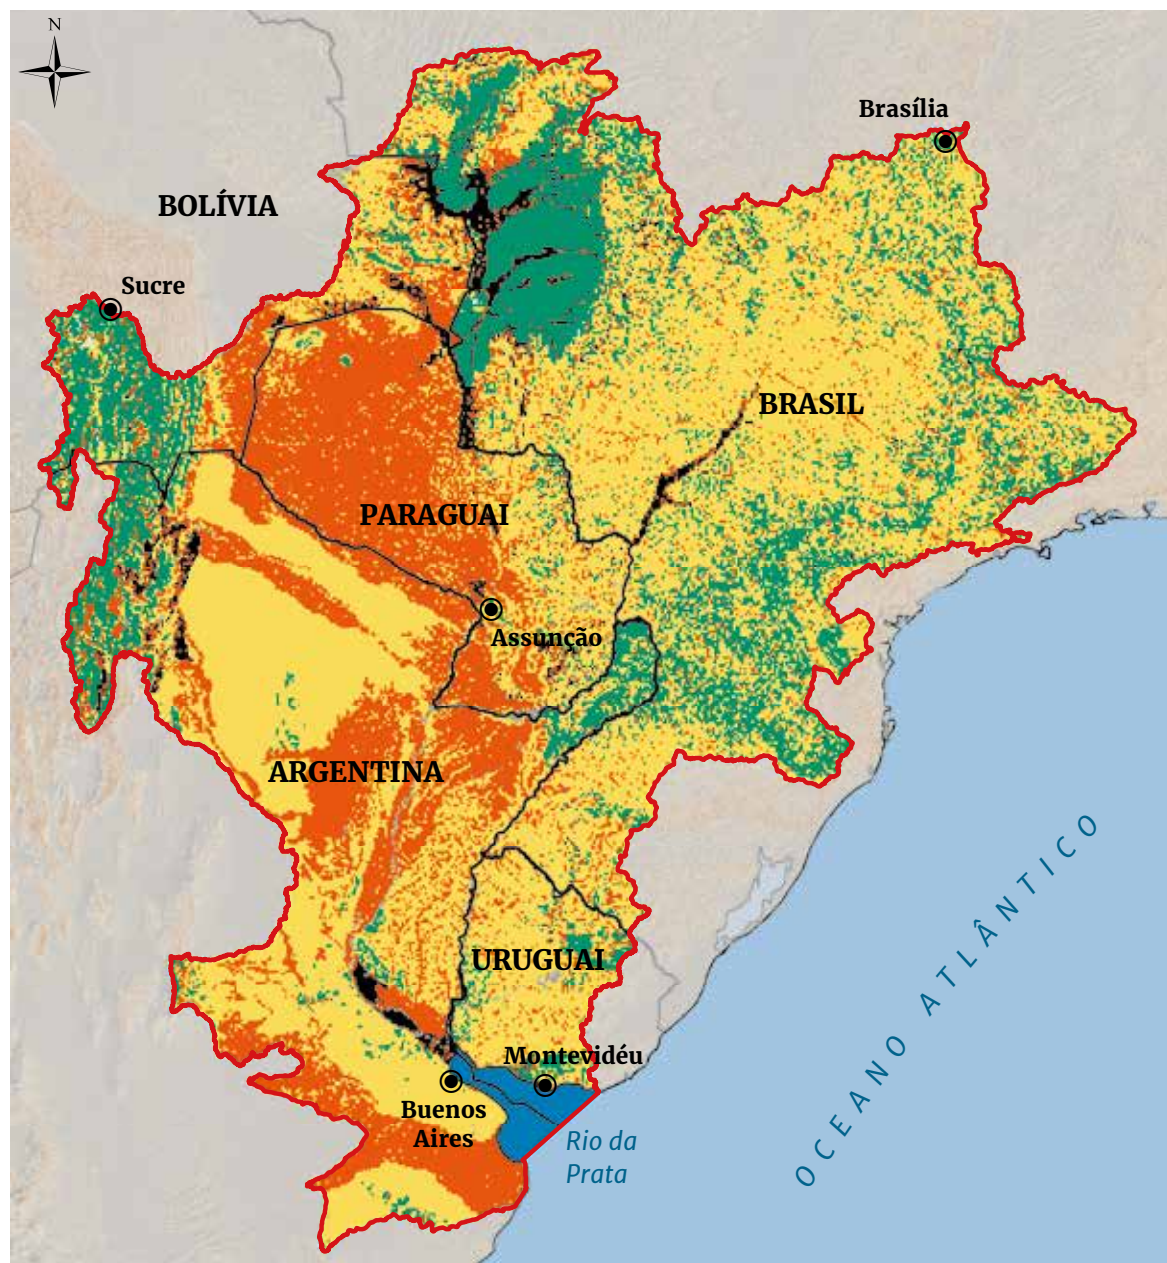 N
Brasília
BOLÍVIA
Sucre
BRASIL
PARAGUAI
Assunção
ARGENTINA
URUGUAI
Montevidéu
Buenos
Aires
Rio da
Prata
OCEANO ATLÂNTICO